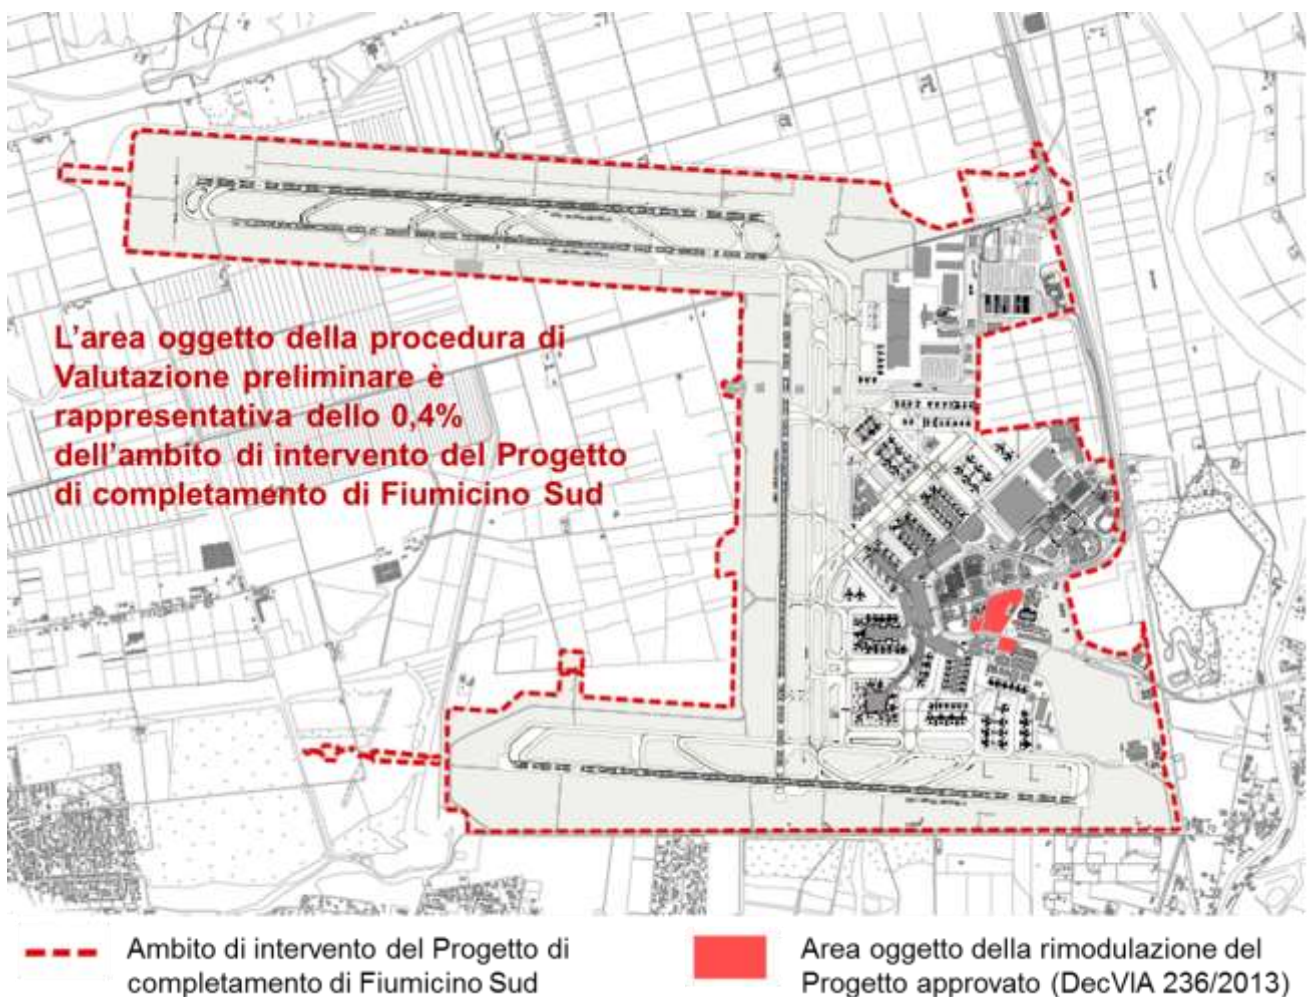 L'area oggetto della procedura di
Valutazione preliminare è
rappresentativa dello 0,4%
dell'ambito di intervento del Progetto
di completamento di Fiumicino Sud
Ambito di intervento del Progetto di
completamento di Fiumicino Sud
Area oggetto della rimodulazione del
Progetto approvato (DecVIA 236/2013)